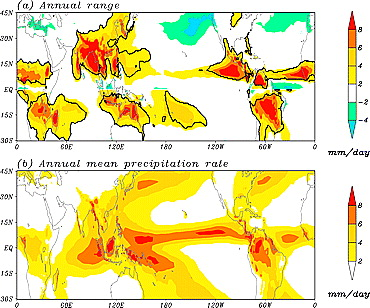 (a) Annual range
45N
30N
15N
EQ
15S
30S
0 60E 120E 180 120W 60W 0
8
6
4
2
-2
-4
mm/day
(b) Annual mean precipitation rate
45N
30N
15N
EQ
15S
30S
0 60E 120E 180 120W 60W 0
8
6
4
2
mm/day